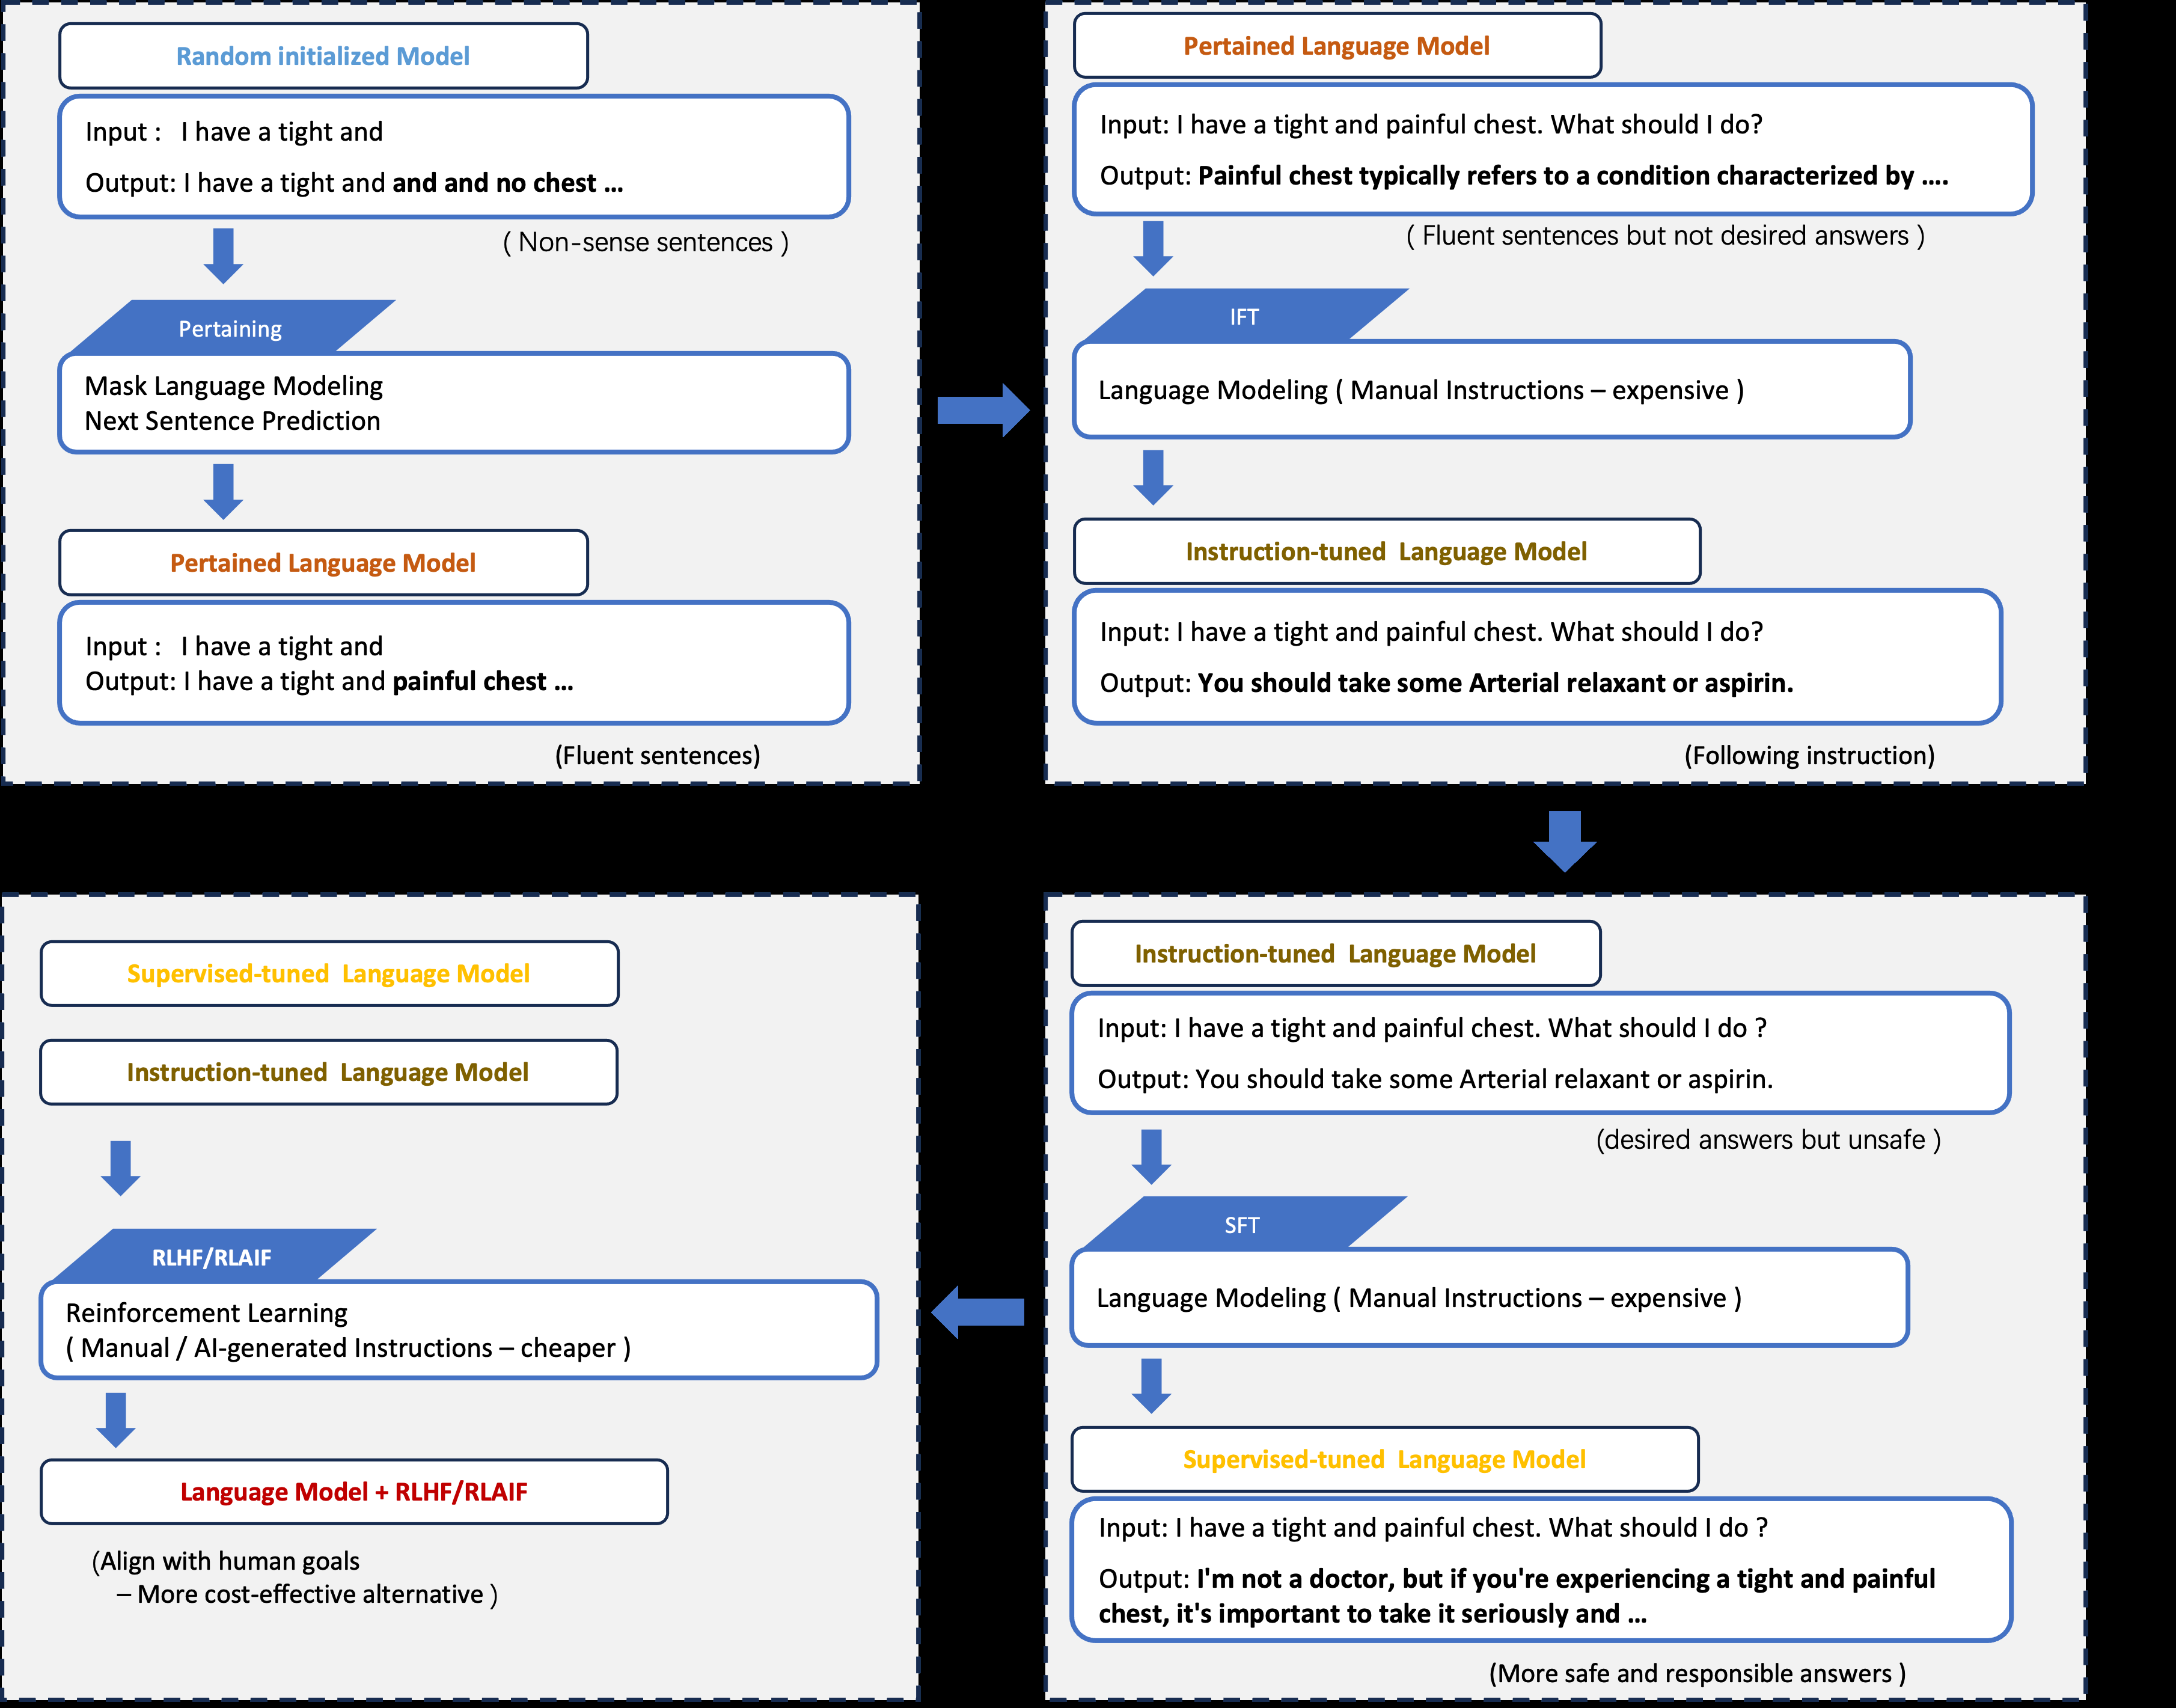 Random initialized Model
Input :   I have a tight and
Output: I have a tight and and and no chest ...
( Non-sense sentences )
Pertaining
Mask Language Modeling
Next Sentence Prediction
Pertained Language Model
Input :   I have a tight and
Output: I have a tight and painful chest ...
(Fluent sentences)
Pertained Language Model
Input: I have a tight and painful chest. What should I do?
Output: Painful chest typically refers to a condition characterized by ....
( Fluent sentences but not desired answers )
IFT
Language Modeling ( Manual Instructions – expensive )
Instruction-tuned  Language Model
Input: I have a tight and painful chest. What should I do?
Output: You should take some Arterial relaxant or aspirin.
(Following instruction)
Instruction-tuned  Language Model
Input: I have a tight and painful chest. What should I do ?
Output: You should take some Arterial relaxant or aspirin.
(desired answers but unsafe )
SFT
Language Modeling ( Manual Instructions – expensive )
Supervised-tuned  Language Model
Input: I have a tight and painful chest. What should I do ?
Output: I'm not a doctor, but if you're experiencing a tight and painful
chest, it's important to take it seriously and ...
(More safe and responsible answers )
Supervised-tuned  Language Model
Instruction-tuned  Language Model
RLHF/RLAIF
Reinforcement Learning
( Manual / AI-generated Instructions – cheaper )
Language Model + RLHF/RLAIF
(Align with human goals
– More cost-effective alternative )